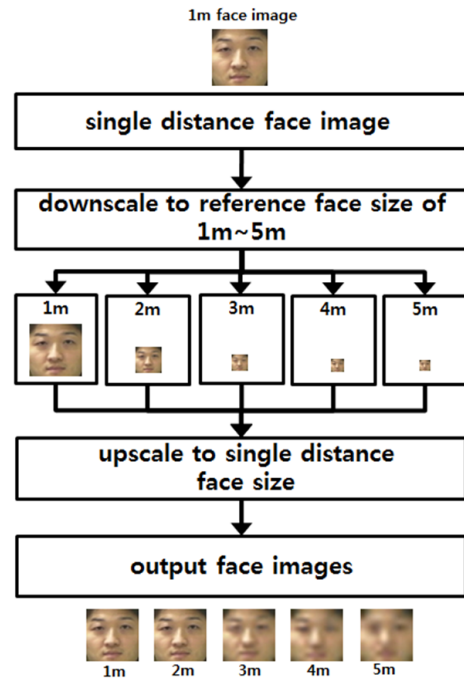 1m face image
single distance face image
downscale to reference face size of
1m~5m
1m 2m 3m 4m 5m
upscale to single distance
face size
output face images
1m 2m 3m 4m 5m